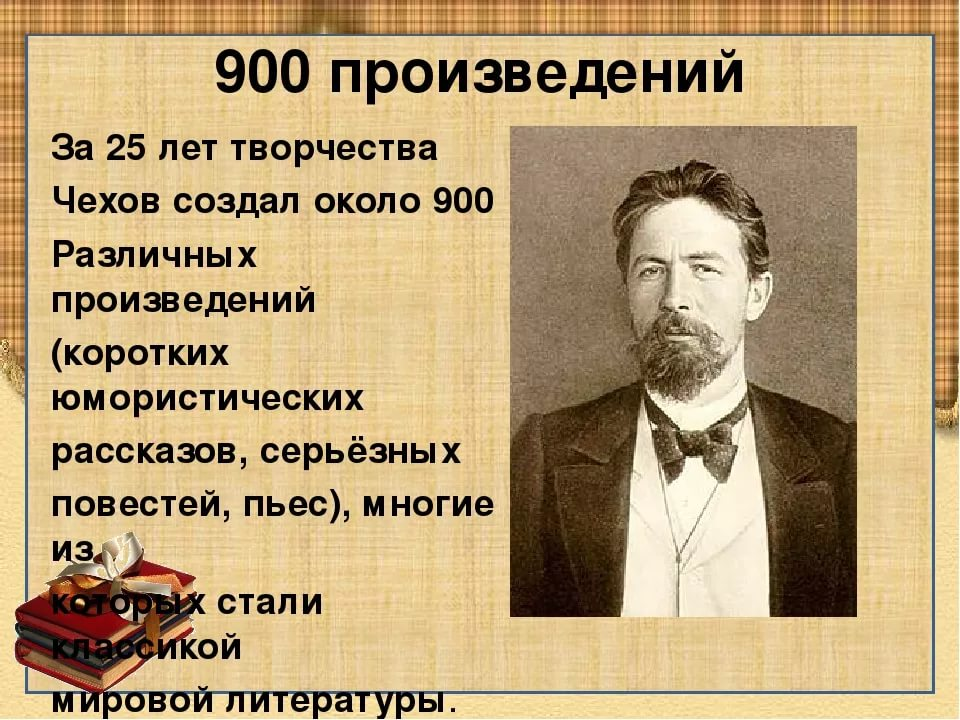 900 произведений
За 25 лет творчества
Чехов создал около 900
Различных
произведений
(коротких
юмористических
рассказов, серьёзных
повестей, пьес), многие
из
которых стали
классикой
мировой литературы.